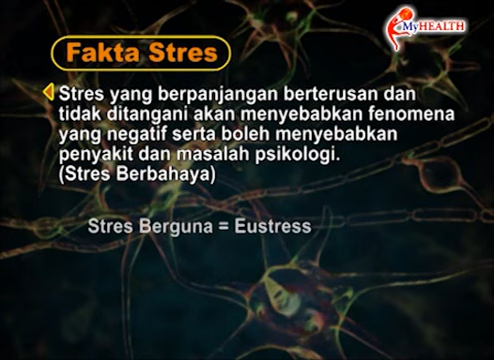 MyHEALTH
Fakta Stres
Stres yang berpanjangan berterusan dan
tidak ditangani akan menyebabkan fenomena
yang negatif serta boleh menyebabkan
penyakit dan masalah psikologi.
(Stres Berbahaya)
Stres Berguna = Eustress